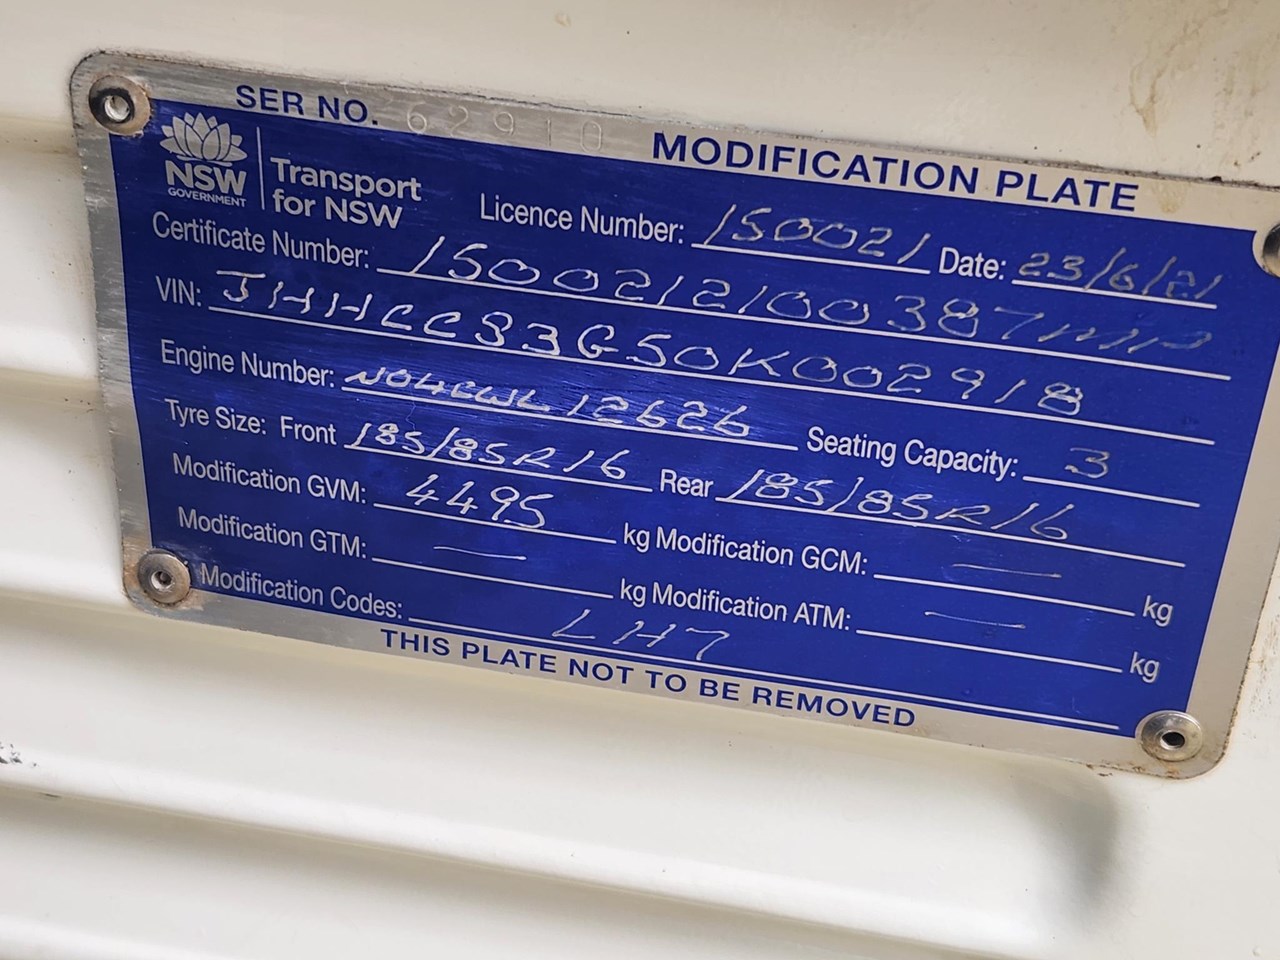 SER NO. 62910
MODIFICATION PLATE
NSW
GOVERNMENT
Transport
for NSW
Licence Number: 150021 Date: 23/6/21
Certificate Number: 1500212100387MP
VIN: JHHCCS3G50K002918
Engine Number: N04CWL12626 Seating Capacity: 3
Tyre Size: Front 185/85R16 Rear 185/85R16
Modification GVM: 4495 kg Modification GCM: — kg
Modification GTM: — kg Modification ATM: — kg
Modification Codes: LH7
THIS PLATE NOT TO BE REMOVED